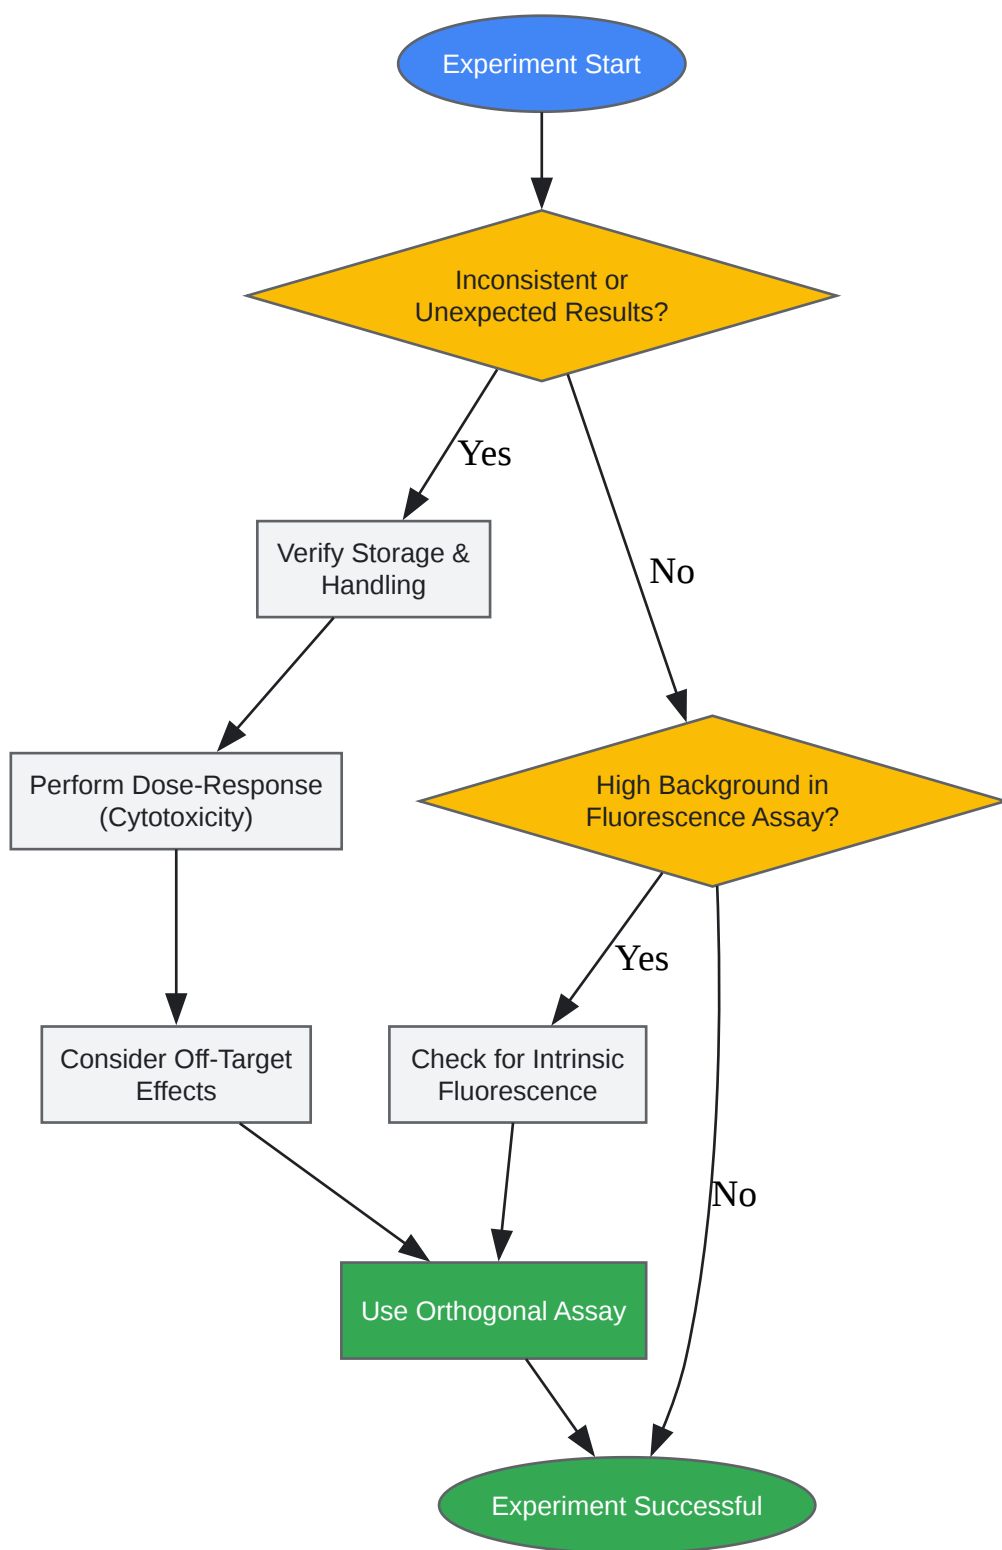 Experiment Start
Inconsistent or
Unexpected Results?
Yes
Verify Storage &
Handling
No
Perform Dose-Response
(Cytotoxicity)
High Background in
Fluorescence Assay?
Yes
Consider Off-Target
Effects
Check for Intrinsic
Fluorescence
No
Use Orthogonal Assay
Experiment Successful